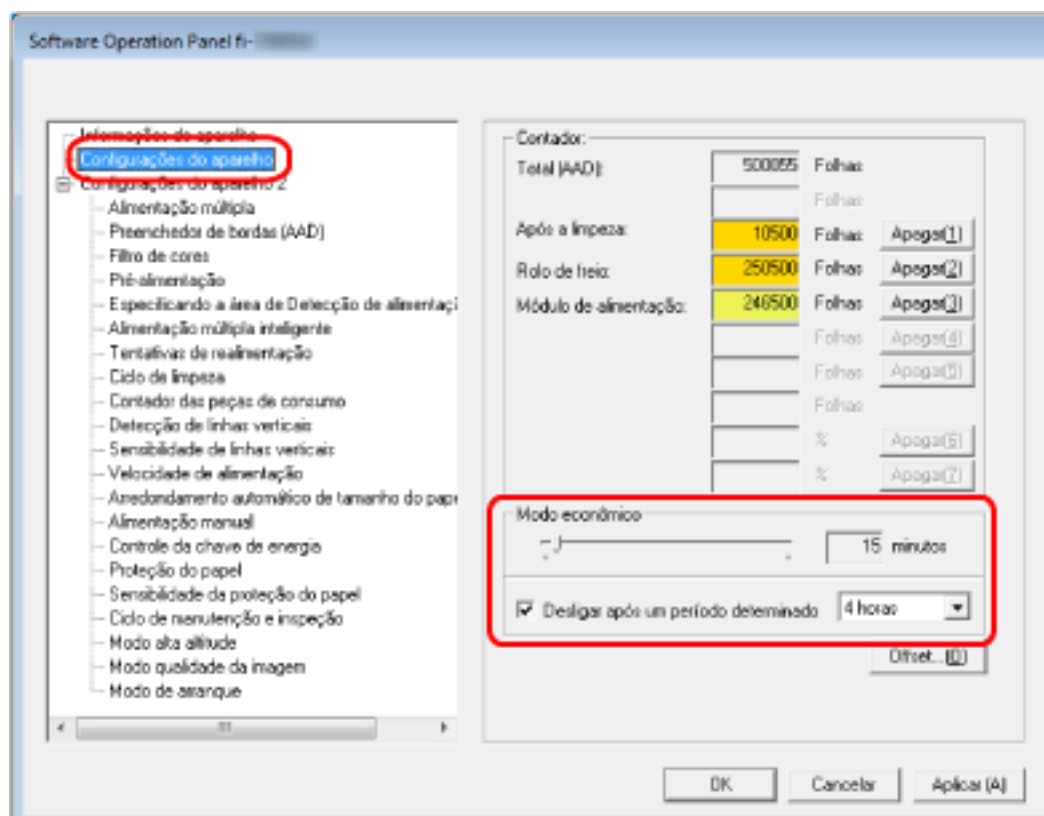 Software Operation Panel fi-
Informações do aparelho
Configurações do aparelho
Configurações do aparelho 2
Alimentação múltipla
Preenchedor de bordas (AAD)
Filtro de cores
Pré-alimentação
Especificando a área de Detecção de alimentaçã
Alimentação múltipla inteligente
Tentativas de realimentação
Ciclo de limpeza
Contador das peças de consumo
Detecção de linhas verticais
Sensibilidade de linhas verticais
Velocidade de alimentação
Arredondamento automático de tamanho do pape
Alimentação manual
Controle da chave de energia
Proteção do papel
Sensibilidade da proteção do papel
Ciclo de manutenção e inspeção
Modo alta altitude
Modo qualidade da imagem
Modo de arranque
Contador:
Total (AAD): 500055 Folhas
Folhas
Após a limpeza: 10500 Folhas Apagar(1)
Rolo de freio: 250500 Folhas Apagar(2)
Módulo de alimentação: 246500 Folhas Apagar(3)
Folhas Apagar(4)
Folhas Apagar(5)
Folhas
% Apagar(6)
% Apagar(7)
Modo econômico
15 minutos
Desligar após um período determinado 4 horas
Offset... (O)
OK Cancelar Aplicar (A)